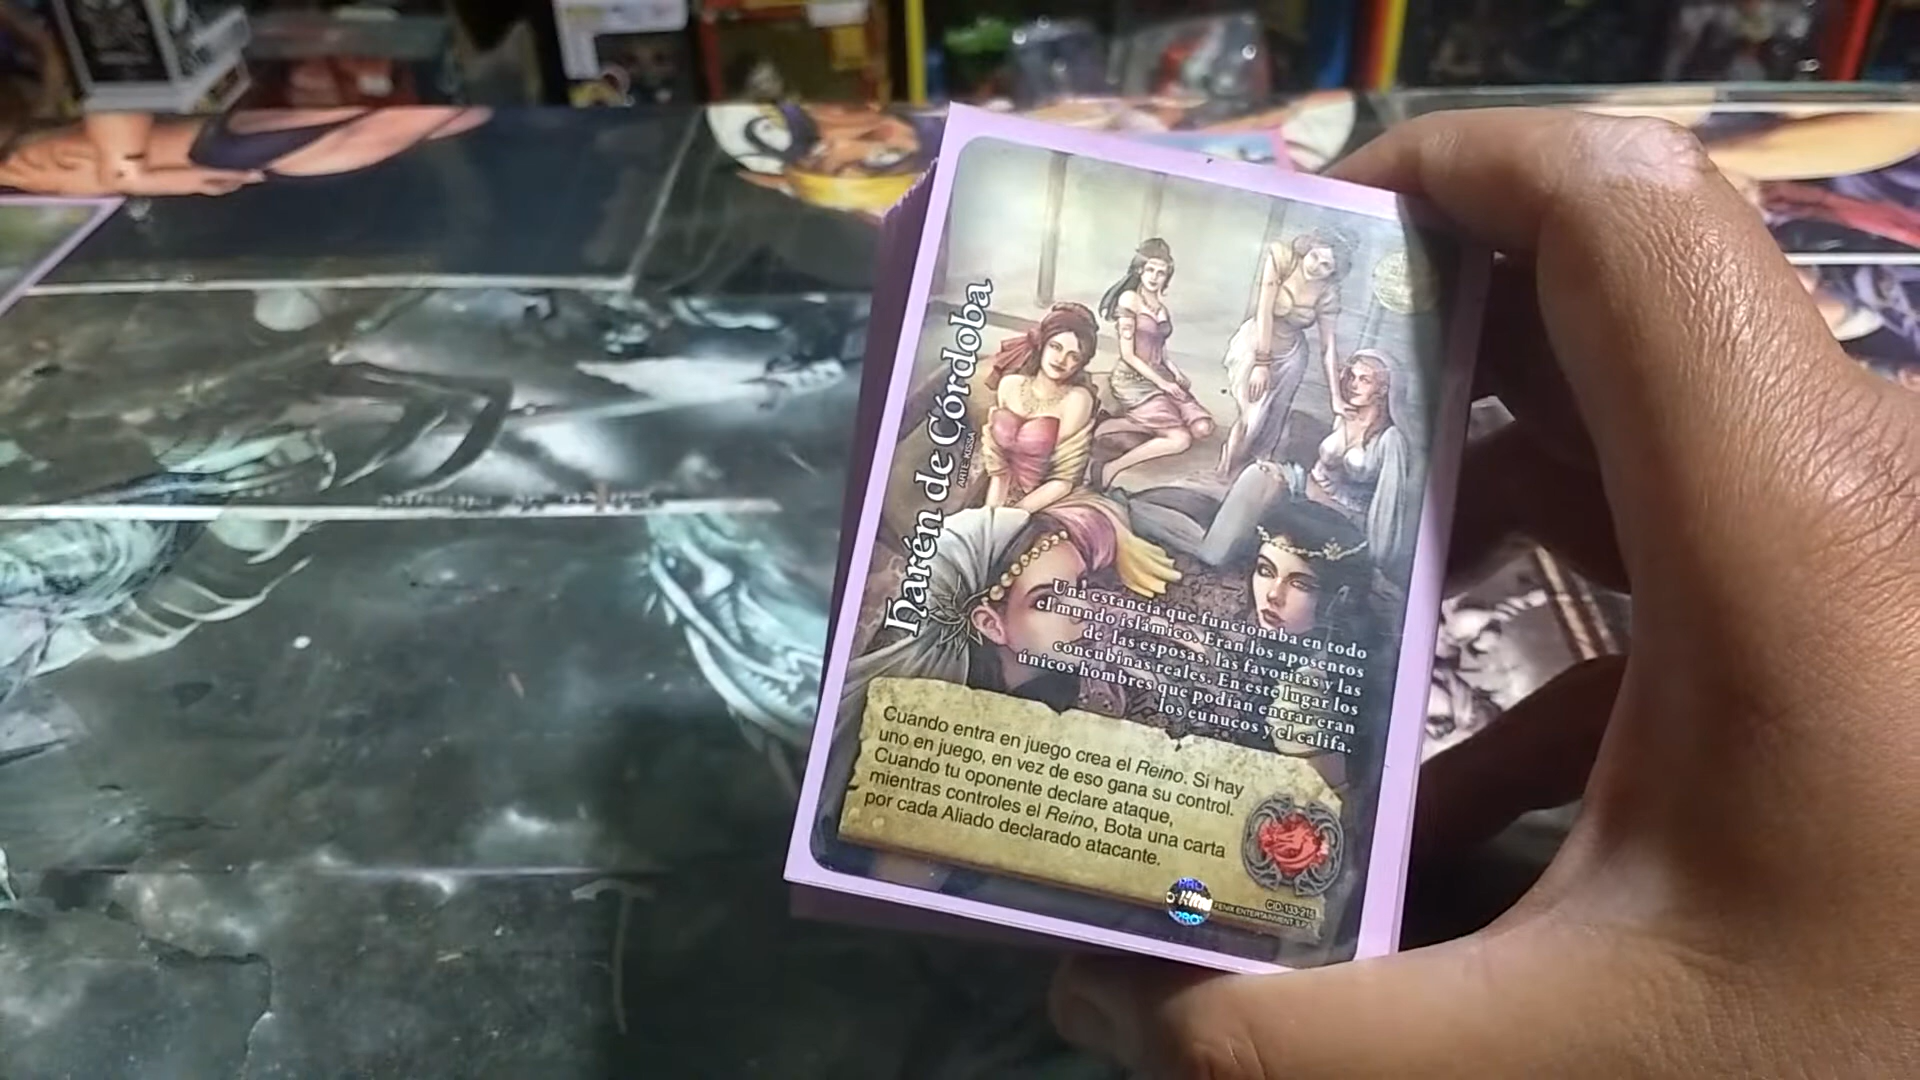 Harén de Córdoba
ARTE: KISSA
Una estancia que funcionaba en todo
el mundo islámico. Eran los aposentos
de las esposas, las favoritas y las
concubinas reales. En este lugar los
únicos hombres que podían entrar eran
los eunucos y el califa.
Cuando entra en juego crea el Reino. Si hay
uno en juego, en vez de eso gana su control.
Cuando tu oponente declare ataque,
mientras controles el Reino, Bota una carta
por cada Aliado declarado atacante.
PRO
PRO
FENIX ENTERTAINMENT S.P.A.